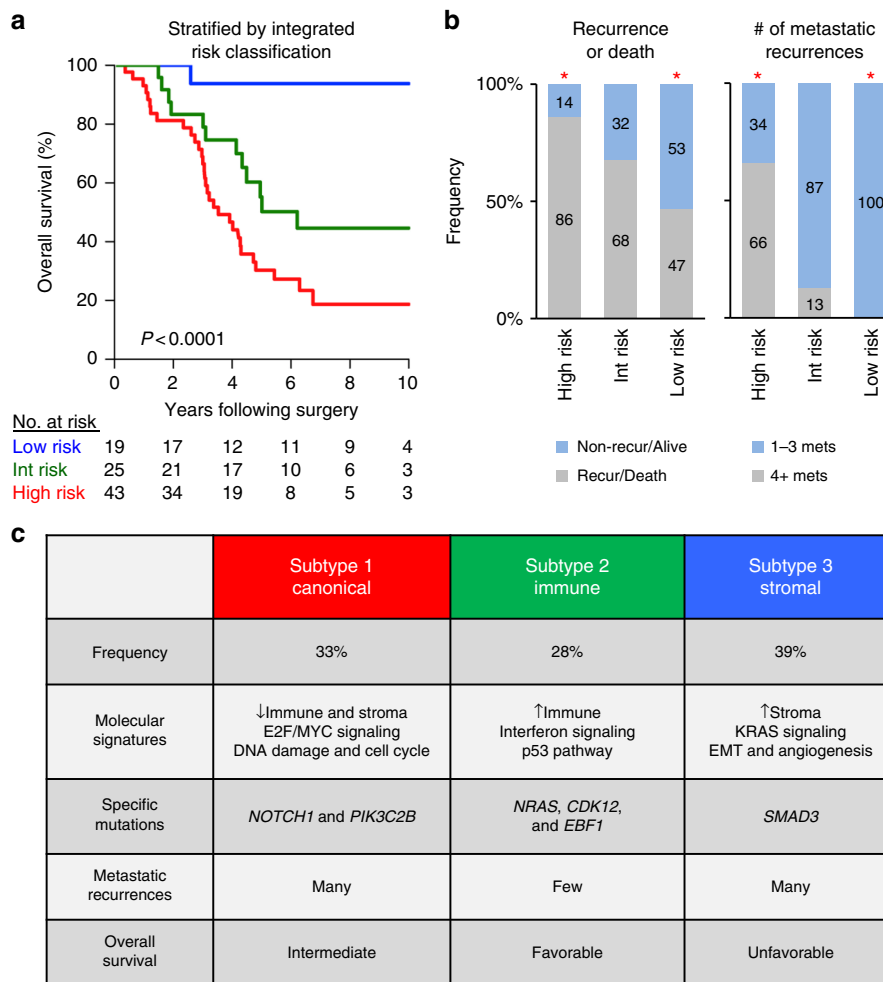 a
Stratified by integrated
risk classification
100
80
60
40
20
0
Overall survival (%)
P < 0.0001
0 2 4 6 8 10
Years following surgery
No. at risk
Low risk 19 17 12 11 9 4
Int risk 25 21 17 10 6 3
High risk 43 34 19 8 5 3
b
Recurrence
or death
# of metastatic
recurrences
* * * *
100%
50%
0%
Frequency
14 32 53 34 87 100
86 68 47 66 13
High risk Int risk Low risk High risk Int risk Low risk
Non-recur/Alive 1–3 mets
Recur/Death 4+ mets
c
Subtype 1
canonical
Subtype 2
immune
Subtype 3
stromal
Frequency 33% 28% 39%
Molecular
signatures
↓Immune and stroma
E2F/MYC signaling
DNA damage and cell cycle
↑Immune
Interferon signaling
p53 pathway
↑Stroma
KRAS signaling
EMT and angiogenesis
Specific
mutations
NOTCH1 and PIK3C2B
NRAS, CDK12,
and EBF1
SMAD3
Metastatic
recurrences
Many Few Many
Overall
survival
Intermediate Favorable Unfavorable